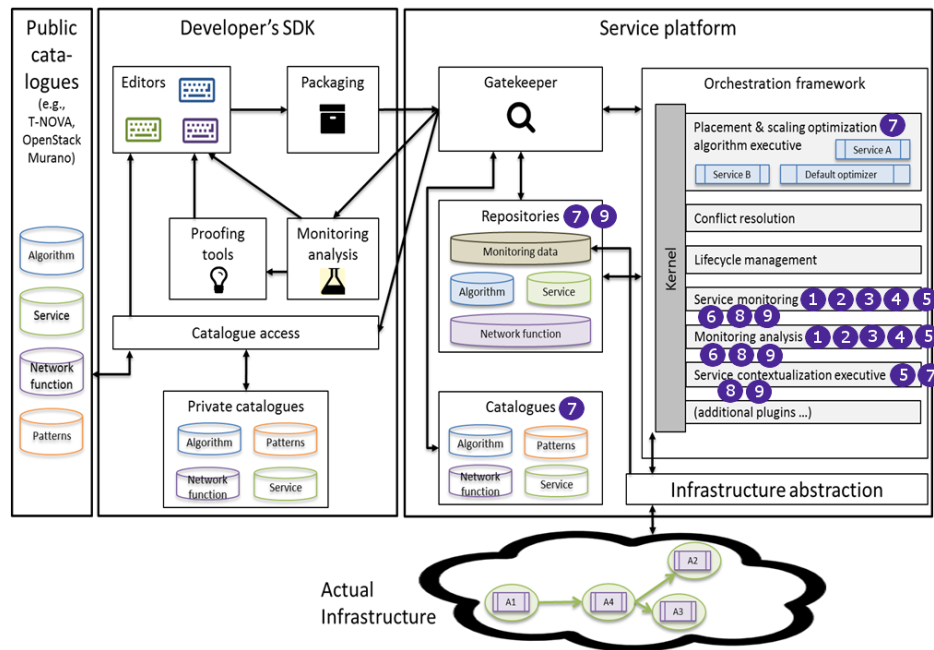 Public
cata-
logues
(e.g.,
T-NOVA,
OpenStack
Murano)
Algorithm
Service
Network
function
Patterns
Developer's SDK
Editors
Packaging
Proofing
tools
Monitoring
analysis
Catalogue access
Private catalogues
Algorithm
Patterns
Network
function
Service
Service platform
Gatekeeper
Repositories 7 9
Monitoring data
Algorithm
Service
Network function
Catalogues 7
Algorithm
Patterns
Network
function
Service
Orchestration framework
Kernel
Placement & scaling optimization 7
algorithm executive
Service A
Service B
Default optimizer
Conflict resolution
Lifecycle management
Service monitoring 1 2 3 4 5
6 8 9
Monitoring analysis 1 2 3 4 5
6 8 9
Service contextualization executive 5 7
8 9
(additional plugins ...)
Infrastructure abstraction
Actual
Infrastructure
A1
A4
A2
A3